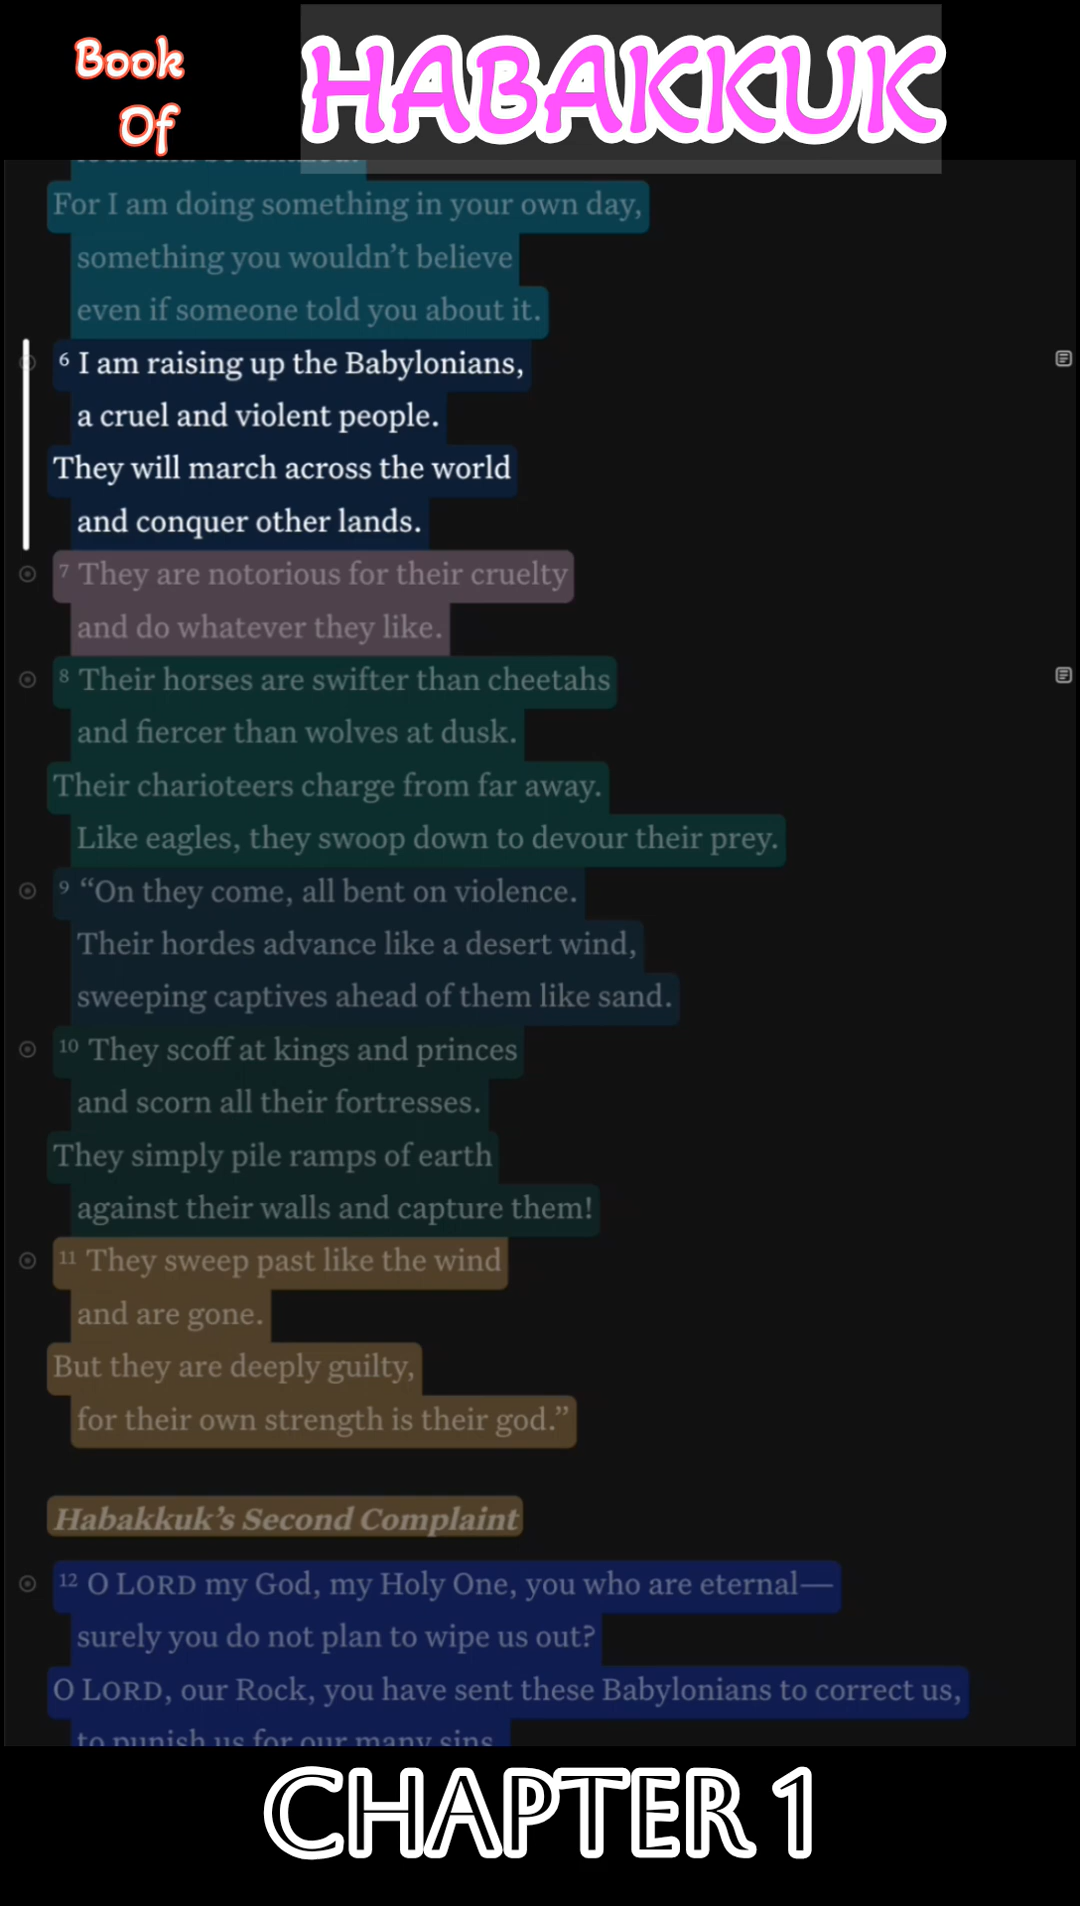 Book
Of
HABAKKUK
For I am doing something in your own day,
something you wouldn’t believe
even if someone told you about it.
6 I am raising up the Babylonians,
a cruel and violent people.
They will march across the world
and conquer other lands.
7 They are notorious for their cruelty
and do whatever they like.
8 Their horses are swifter than cheetahs
and fiercer than wolves at dusk.
Their charioteers charge from far away.
Like eagles, they swoop down to devour their prey.
9 “On they come, all bent on violence.
Their hordes advance like a desert wind,
sweeping captives ahead of them like sand.
10 They scoff at kings and princes
and scorn all their fortresses.
They simply pile ramps of earth
against their walls and capture them!
11 They sweep past like the wind
and are gone.
But they are deeply guilty,
for their own strength is their god.”
Habakkuk’s Second Complaint
12 O LORD my God, my Holy One, you who are eternal—
surely you do not plan to wipe us out?
O LORD, our Rock, you have sent these Babylonians to correct us,
to punish us for our many sins.
CHAPTER 1